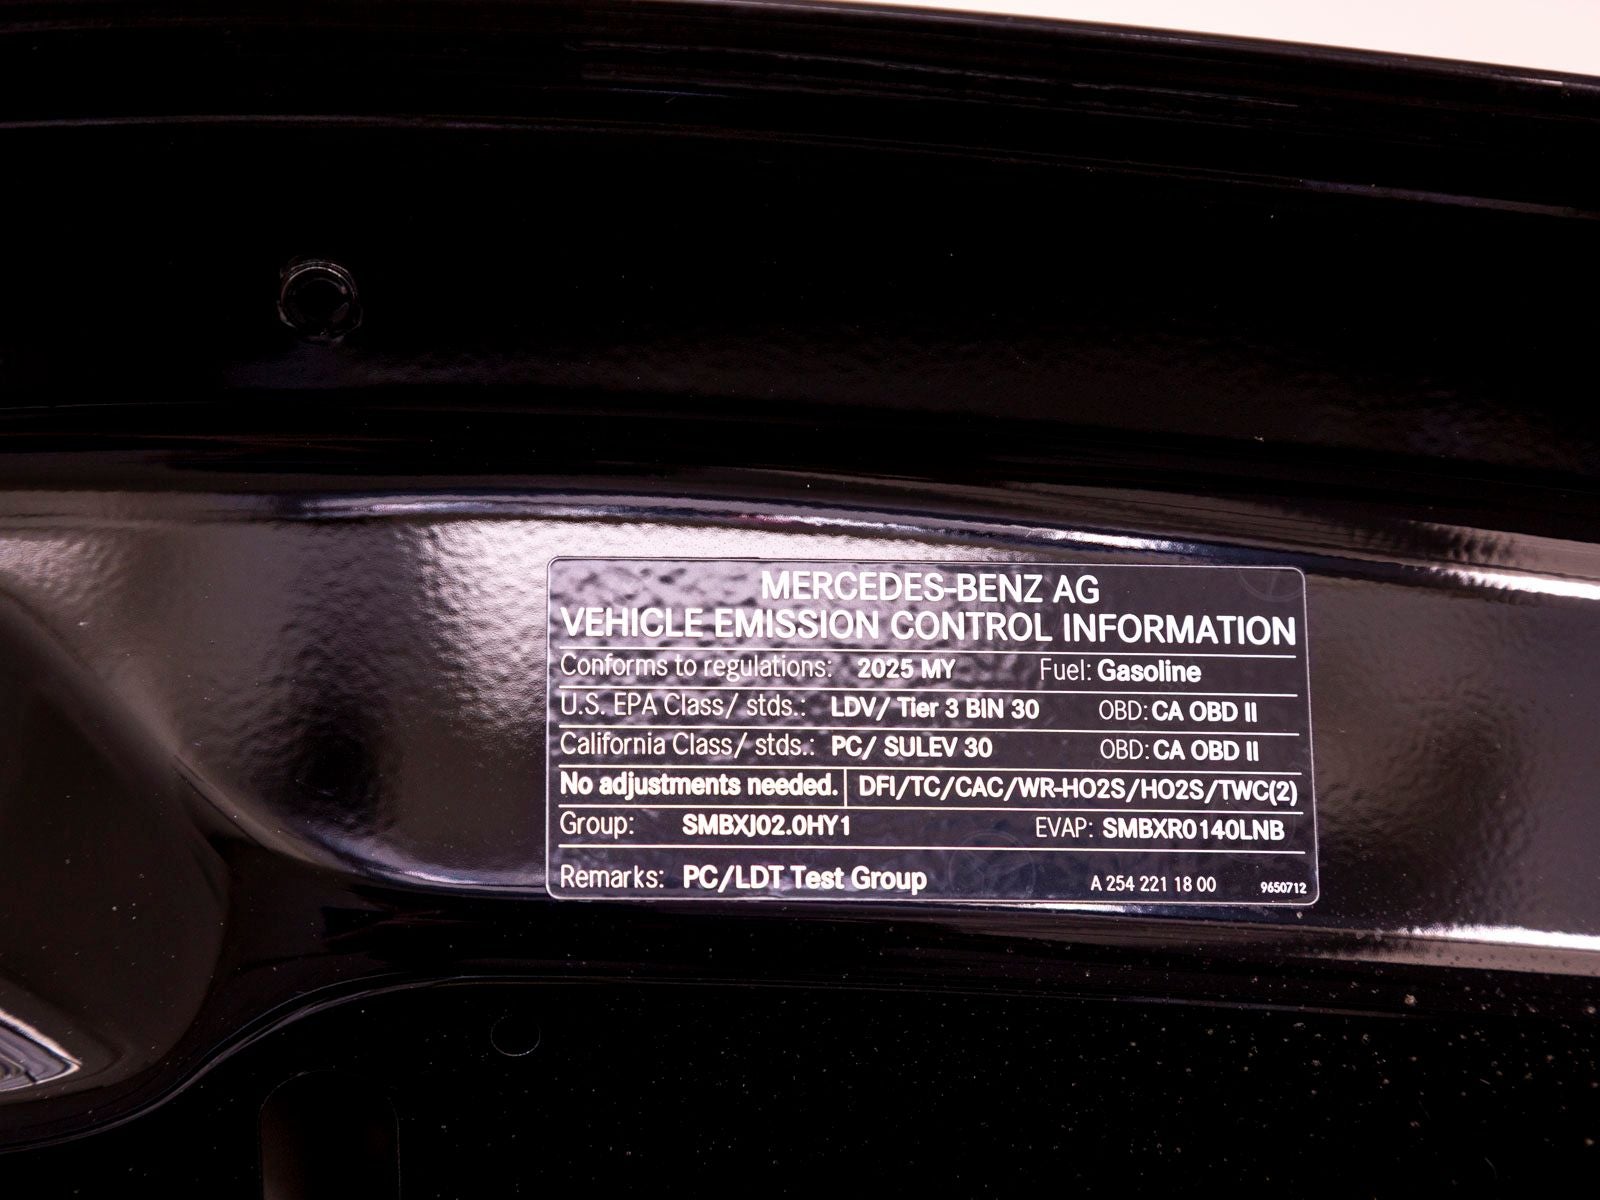 MERCEDES-BENZ AG
VEHICLE EMISSION CONTROL INFORMATION
Conforms to regulations: 2025 MY Fuel: Gasoline
U.S. EPA Class/ stds.: LDV/ Tier 3 BIN 30 OBD: CA OBD II
California Class/ stds.: PC/ SULEV 30 OBD: CA OBD II
No adjustments needed. DFI/TC/CAC/WR-HO2S/HO2S/TWC(2)
Group: SMBXJ02.0HY1 EVAP: SMBXR0140LNB
Remarks: PC/LDT Test Group A 254 221 18 00 9650712